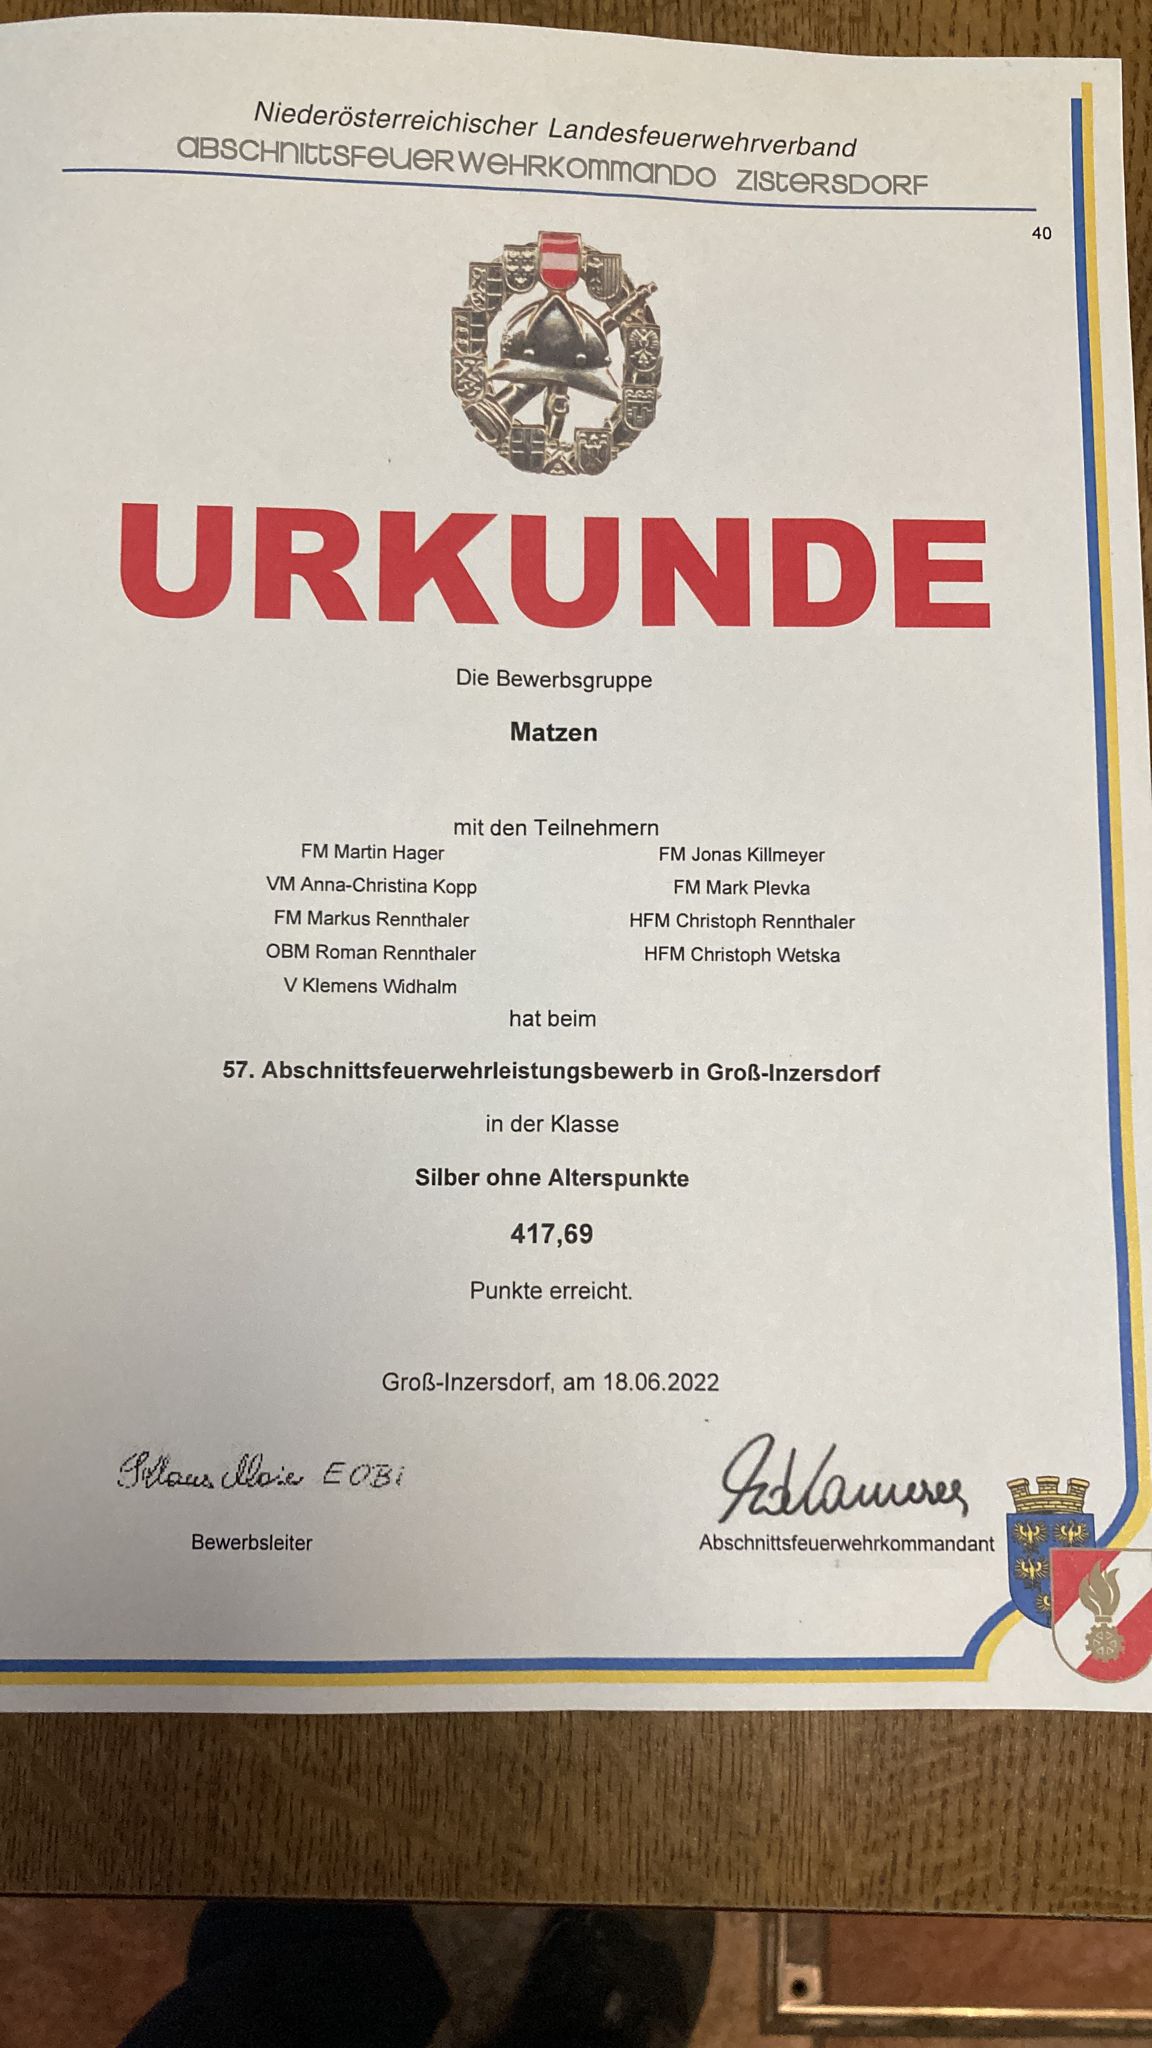 Niederösterreichischer Landesfeuerwehrverband
ABSCHNITTSFEUERWEHRKOMMANDO ZISTERSDORF
40
URKUNDE
Die Bewerbsgruppe
Matzen
mit den Teilnehmern
FM Martin Hager FM Jonas Killmeyer
VM Anna-Christina Kopp FM Mark Plevka
FM Markus Rennthaler HFM Christoph Rennthaler
OBM Roman Rennthaler HFM Christoph Wetska
V Klemens Widhalm
hat beim
57. Abschnittsfeuerwehrleistungsbewerb in Groß-Inzersdorf
in der Klasse
Silber ohne Alterspunkte
417,69
Punkte erreicht.
Groß-Inzersdorf, am 18.06.2022
EOBi
Bewerbsleiter Abschnittsfeuerwehrkommandant